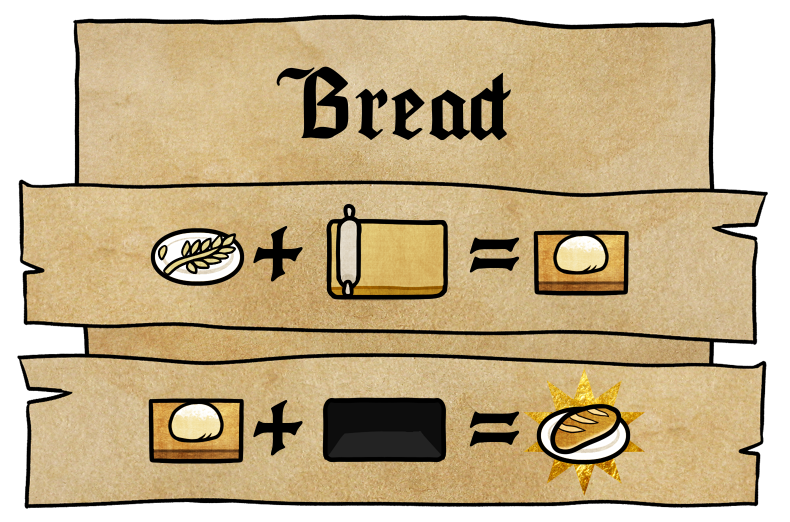 Bread
+ =
+ =